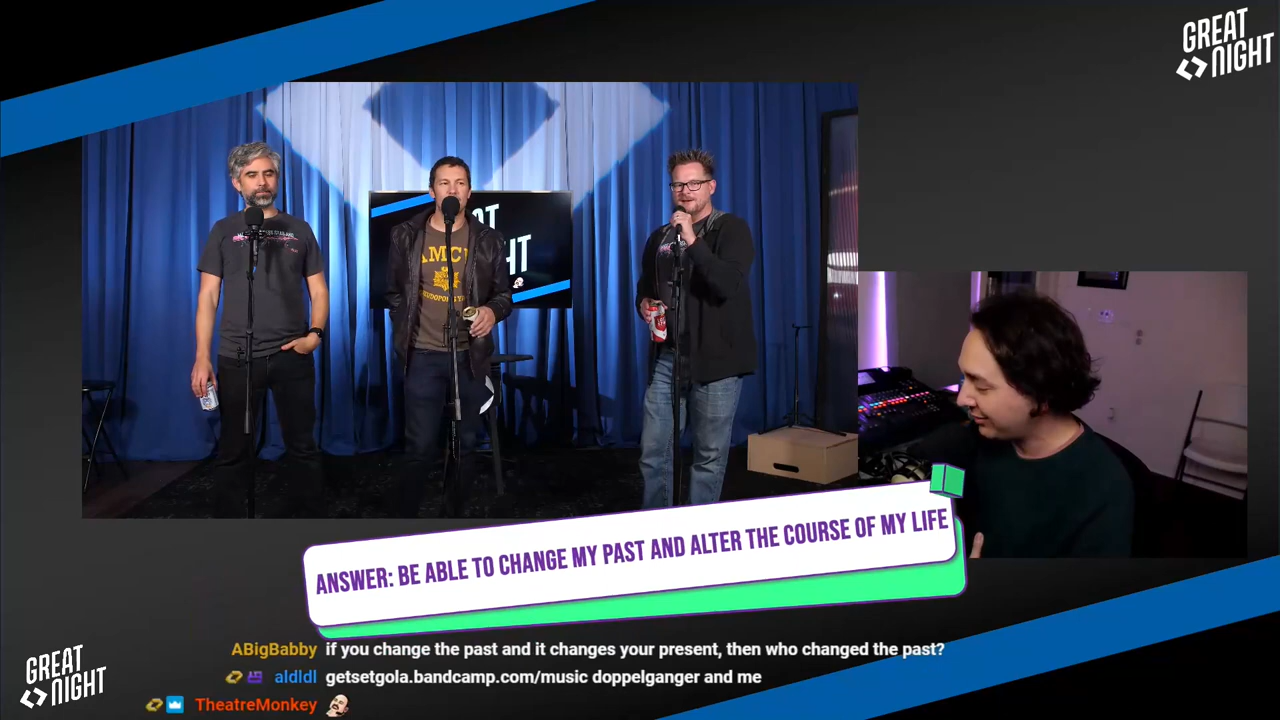 GREAT
NIGHT
AMC
ANSWER: BE ABLE TO CHANGE MY PAST AND ALTER THE COURSE OF MY LIFE
ABigBabby if you change the past and it changes your present, then who changed the past?
aldldl getsetgola.bandcamp.com/music doppelganger and me
TheatreMonkey
GREAT
NIGHT